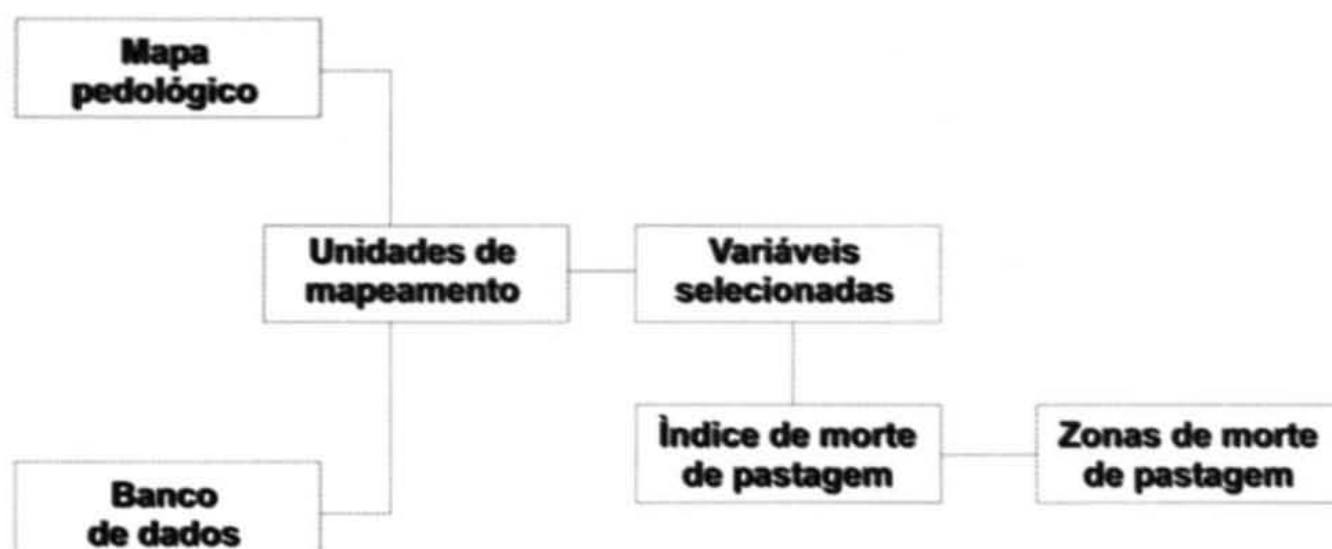 Mapa
pedológico
Unidades de
mapeamento
Variáveis
selecionadas
Ìndice de morte
de pastagem
Zonas de morte
de pastagem
Banco
de dados